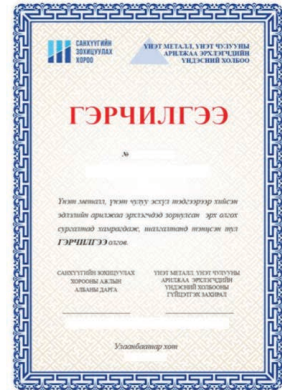 САНХҮҮГИЙН
ЗОХИЦУУЛАХ
ХОРОО
ҮНЭТ МЕТАЛЛ, ҮНЭТ ЧУЛУУНЫ
АРИЛЖАА ЭРХЛЭГЧДИЙН
ҮНДЭСНИЙ ХОЛБОО
ГЭРЧИЛГЭЭ
№
Үнэт металл, үнэт чулуу эсхүл тэдгээрээр хийсэн
эдлэлийн арилжаа эрхлэгчдэд зориулсан эрх олгох
сургалтад хамрагдаж, шалгалтанд тэнцсэн тул
ГЭРЧИЛГЭЭ олгов.
САНХҮҮГИЙН ЗОХИЦУУЛАХ
ХОРООНЫ АЖЛЫН
АЛБАНЫ ДАРГА
ҮНЭТ МЕТАЛЛ, ҮНЭТ ЧУЛУУНЫ
АРИЛЖАА ЭРХЛЭГЧДИЙН
ҮНДЭСНИЙ ХОЛБООНЫ
ГҮЙЦЭТГЭХ ЗАХИРАЛ
Улаанбаатар хот